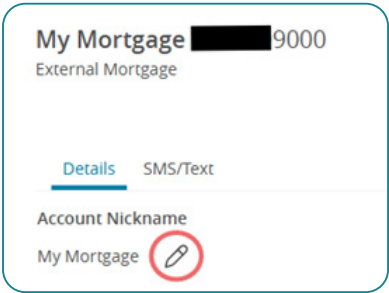 My Mortgage 9000
External Mortgage
Details SMS/Text
Account Nickname
My Mortgage